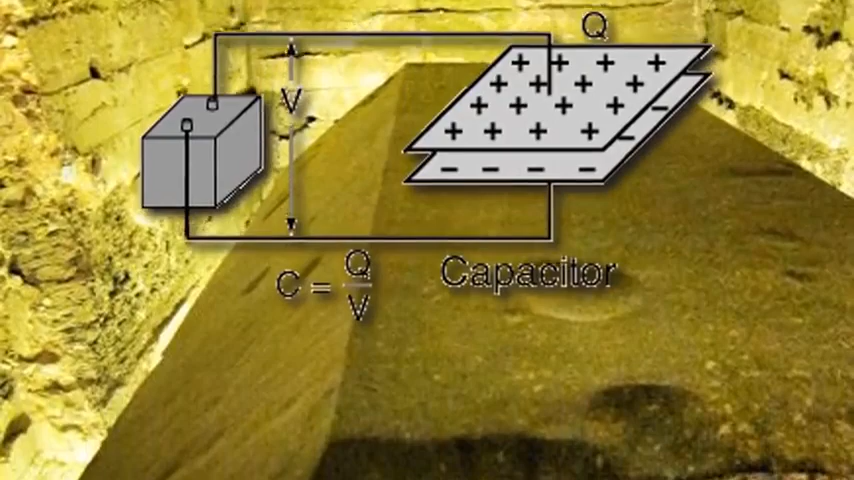 Q
V
C = Q/V
Capacitor